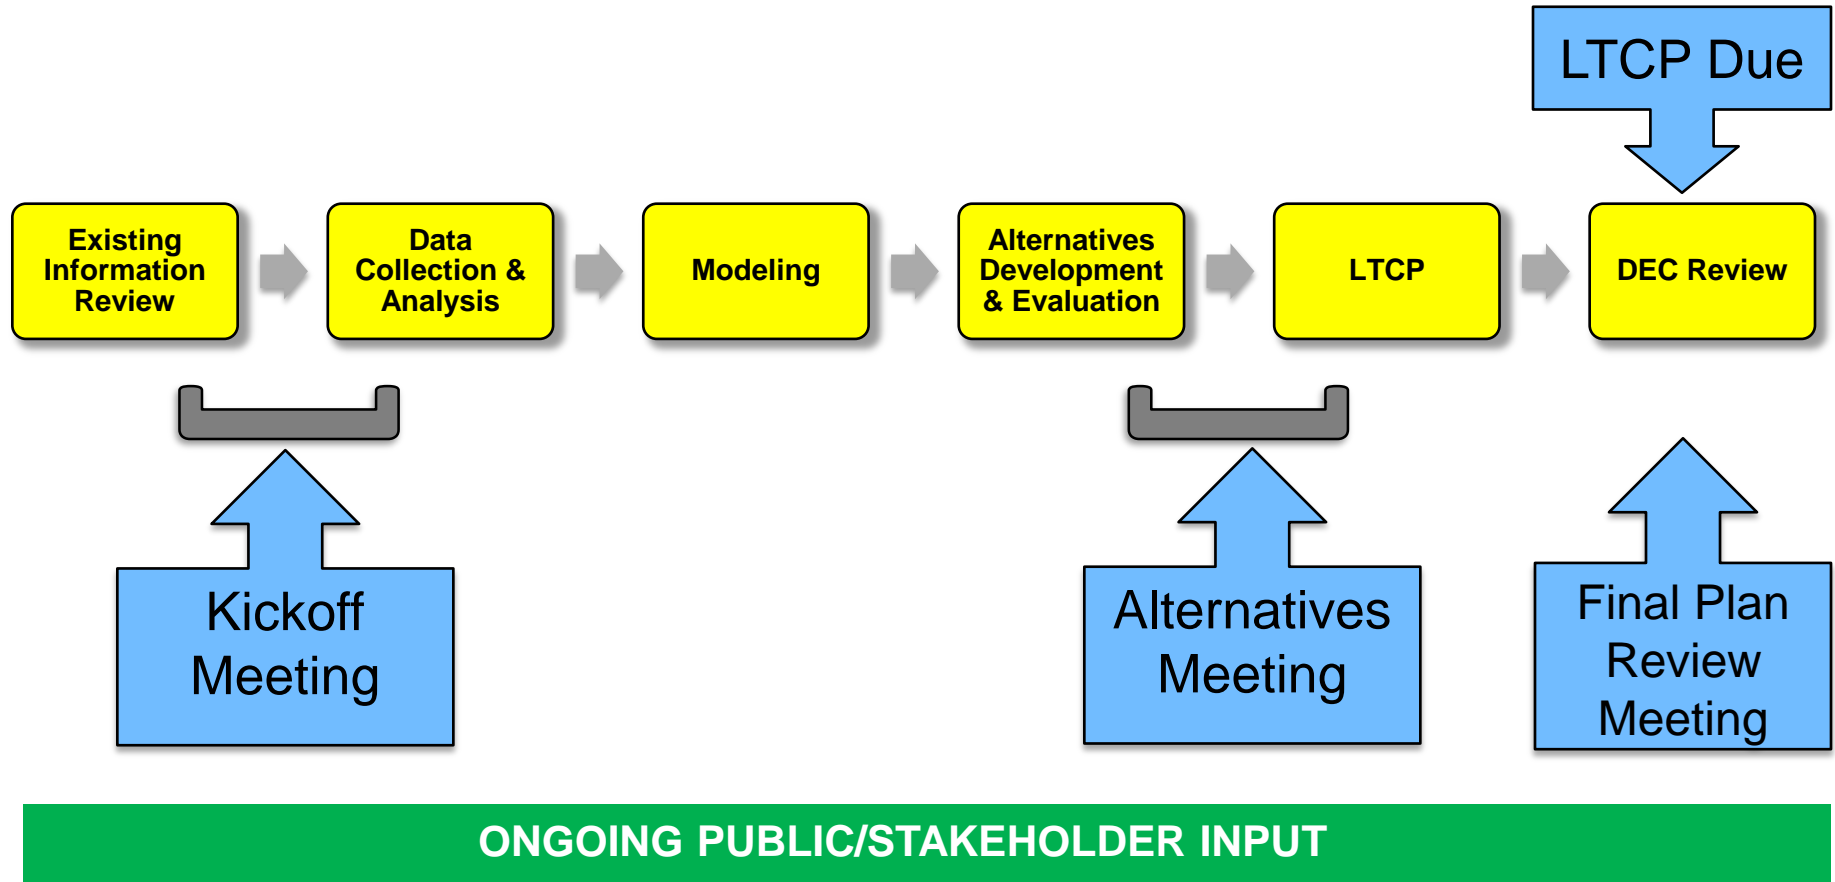 LTCP Due
Existing
Information
Review
Data
Collection &
Analysis
Modeling
Alternatives
Development
& Evaluation
LTCP
DEC Review
Kickoff
Meeting
Alternatives
Meeting
Final Plan
Review
Meeting
ONGOING PUBLIC/STAKEHOLDER INPUT